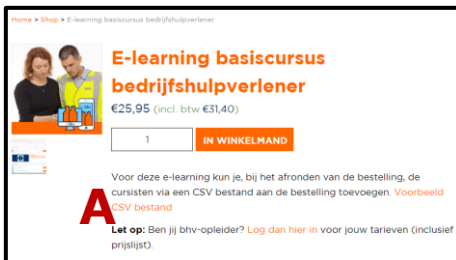 Home > Shop > E-learning basiscursus bedrijfshulpverlener
E-learning basiscursus
bedrijfshulpverlener
€25,95 (incl. btw €31,40)
1
IN WINKELMAND
Voor deze e-learning kun je, bij het afronden van de bestelling, de
cursisten via een CSV bestand aan de bestelling toevoegen. Voorbeeld
CSV bestand
A
Let op: Ben jij bhv-opleider? Log dan hier in voor jouw tarieven (inclusief
prijslijst).